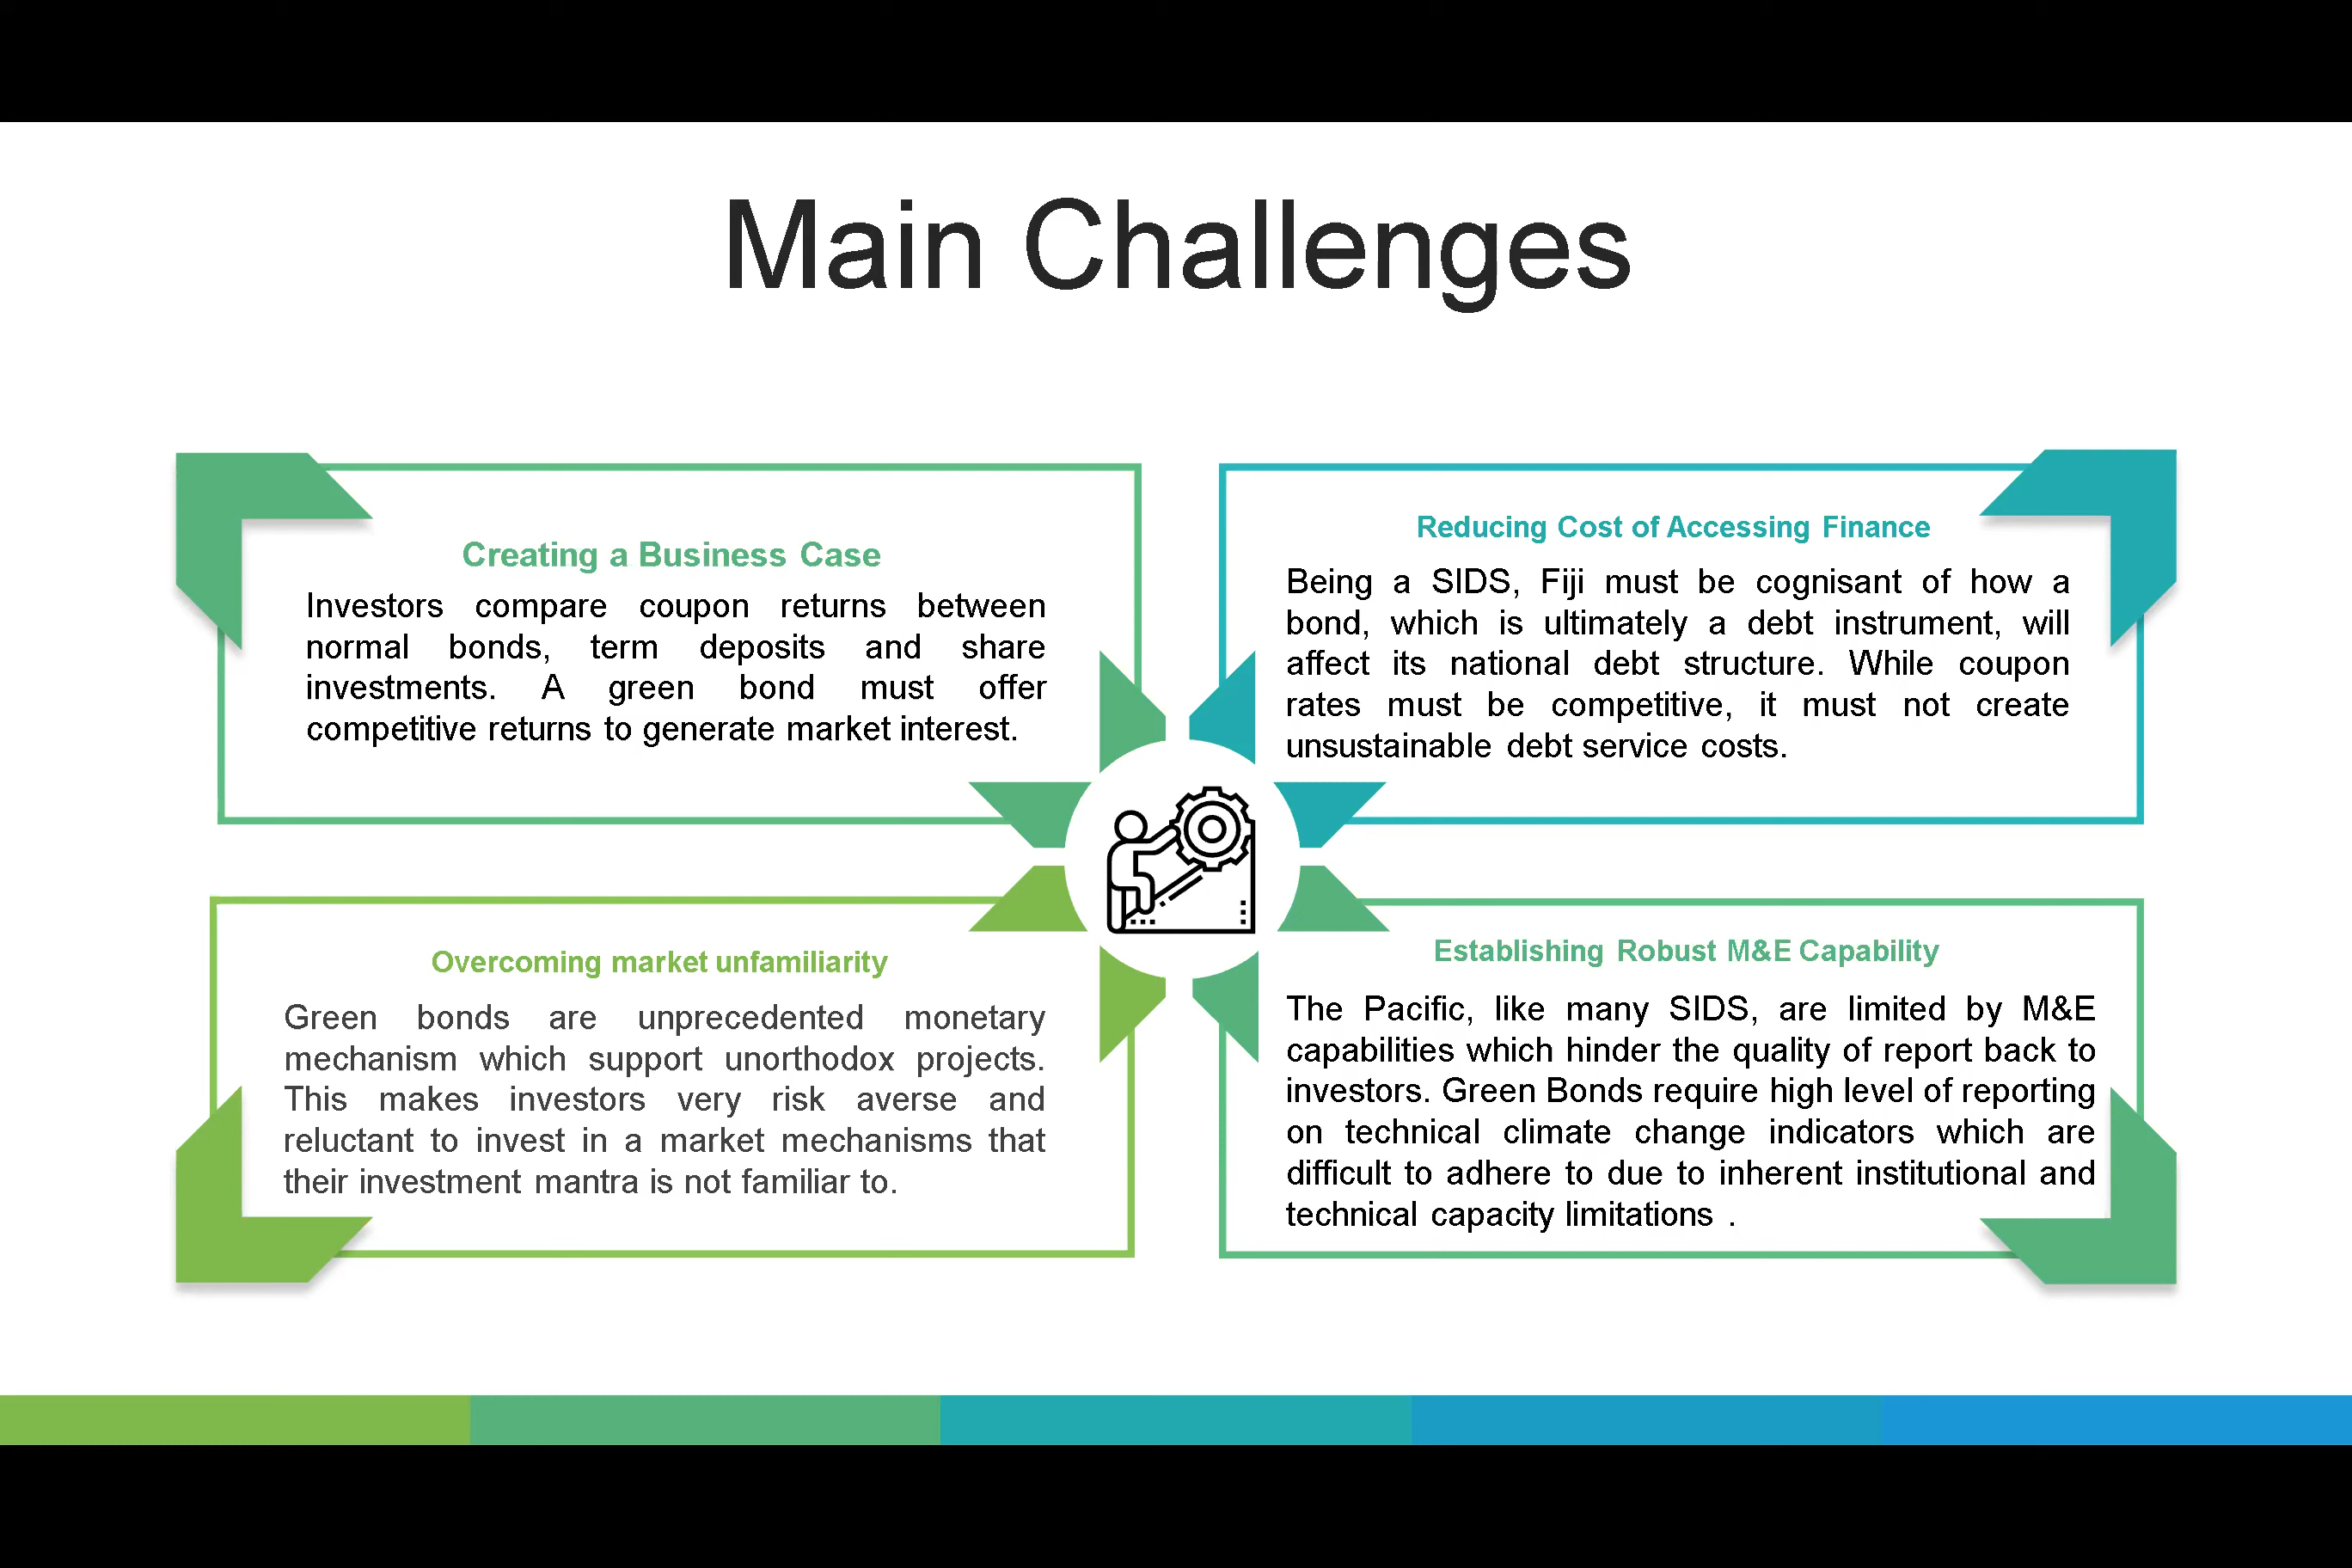 Main Challenges
Creating a Business Case
Investors compare coupon returns between
normal bonds, term deposits and share
investments. A green bond must offer
competitive returns to generate market interest.
Reducing Cost of Accessing Finance
Being a SIDS, Fiji must be cognisant of how a
bond, which is ultimately a debt instrument, will
affect its national debt structure. While coupon
rates must be competitive, it must not create
unsustainable debt service costs.
Overcoming market unfamiliarity
Green bonds are unprecedented monetary
mechanism which support unorthodox projects.
This makes investors very risk averse and
reluctant to invest in a market mechanisms that
their investment mantra is not familiar to.
Establishing Robust M&E Capability
The Pacific, like many SIDS, are limited by M&E
capabilities which hinder the quality of report back to
investors. Green Bonds require high level of reporting
on technical climate change indicators which are
difficult to adhere to due to inherent institutional and
technical capacity limitations .